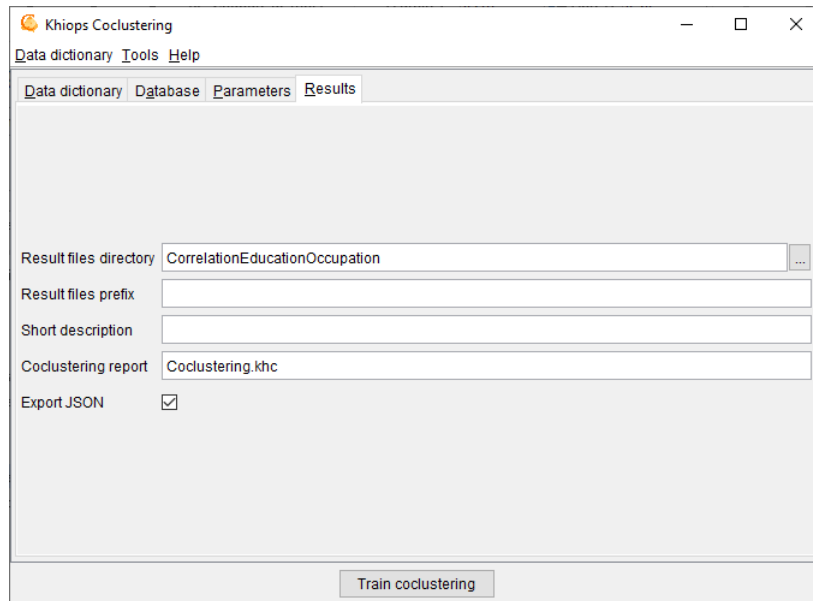 Khiops Coclustering
Data dictionary Tools Help
Data dictionary Database Parameters Results
Result files directory CorrelationEducationOccupation ...
Result files prefix
Short description
Coclustering report Coclustering.khc
Export JSON
Train coclustering